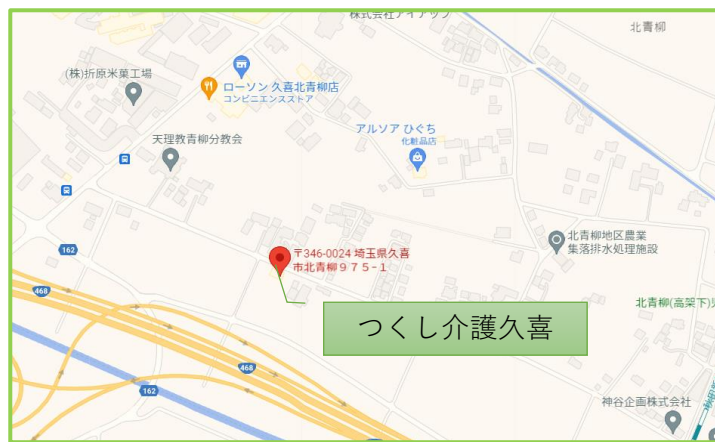 株式会社アイアップ
北青柳
(株)折原米菓工場
ローソン 久喜北青柳店
コンビニエンスストア
天理教青柳分教会
アルソア ひぐち
化粧品店
北青柳地区農業
集落排水処理施設
162
〒346-0024 埼玉県久喜
市北青柳975-1
468
北青柳(高架下)
つくし介護久喜
468
162
神谷企画株式会社
468